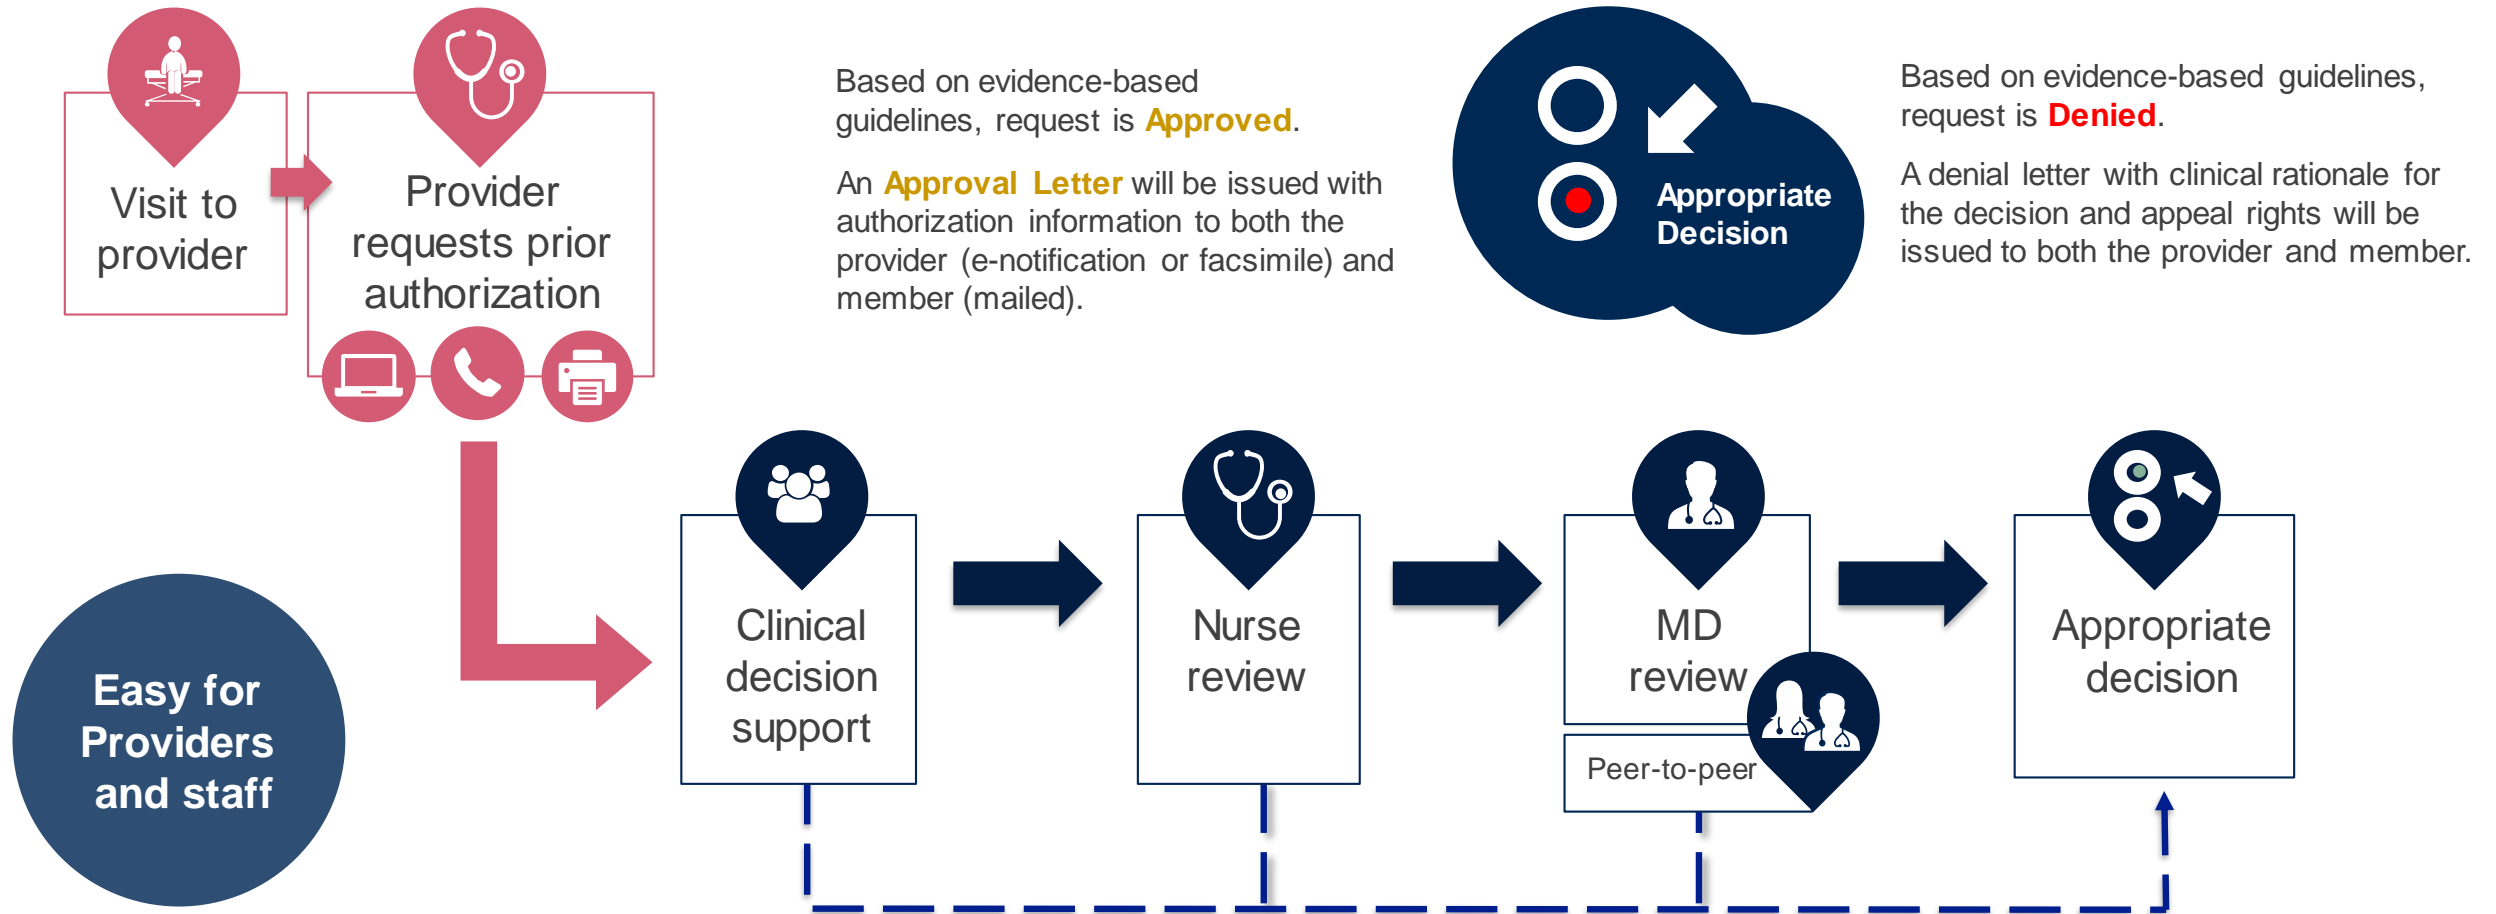 Visit to
provider
Provider
requests prior
authorization
Based on evidence-based
guidelines, request is Approved.
An Approval Letter will be issued with
authorization information to both the
provider (e-notification or facsimile) and
member (mailed).
Appropriate
Decision
Based on evidence-based guidelines,
request is Denied.
A denial letter with clinical rationale for
the decision and appeal rights will be
issued to both the provider and member.
Easy for
Providers
and staff
Clinical
decision
support
Nurse
review
MD
review
Peer-to-peer
Appropriate
decision